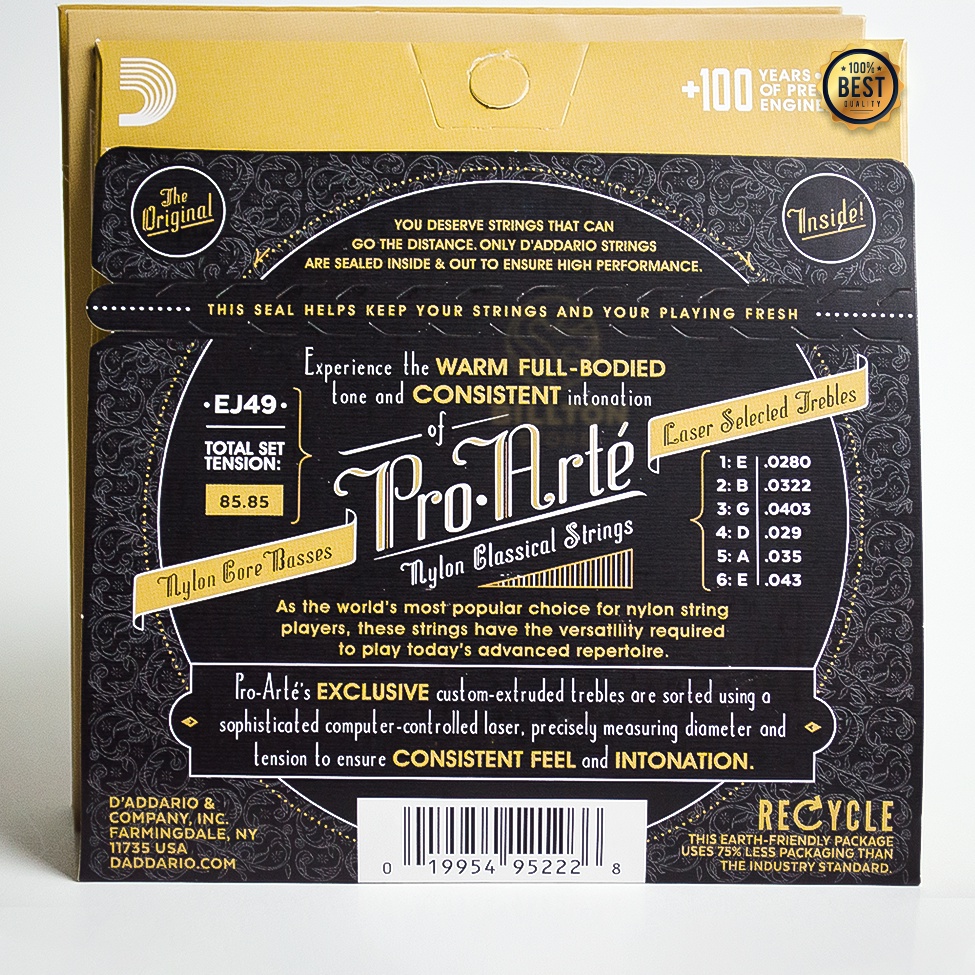 +100 YEARS
OF PRE
ENGINE
100%
BEST
QUALITY
The
Original
Inside!
YOU DESERVE STRINGS THAT CAN
GO THE DISTANCE. ONLY D'ADDARIO STRINGS
ARE SEALED INSIDE & OUT TO ENSURE HIGH PERFORMANCE.
THIS SEAL HELPS KEEP YOUR STRINGS AND YOUR PLAYING FRESH
Experience the WARM FULL-BODIED
tone and CONSISTENT intonation
of
Pro·Arté
Nylon Classical Strings
·EJ49·
TOTAL SET
TENSION:
85.85
Nylon Core Basses
Laser Selected Trebles
1: E .0280
2: B .0322
3: G .0403
4: D .029
5: A .035
6: E .043
As the world's most popular choice for nylon string
players, these strings have the versatility required
to play today's advanced repertoire.
Pro-Arté's EXCLUSIVE custom-extruded trebles are sorted using a
sophisticated computer-controlled laser, precisely measuring diameter and
tension to ensure CONSISTENT FEEL and INTONATION.
D'ADDARIO &
COMPANY, INC.
FARMINGDALE, NY
11735 USA
DADDARIO.COM
0 19954 95222 8
RECYCLE
THIS EARTH-FRIENDLY PACKAGE
USES 75% LESS PACKAGING THAN
THE INDUSTRY STANDARD.